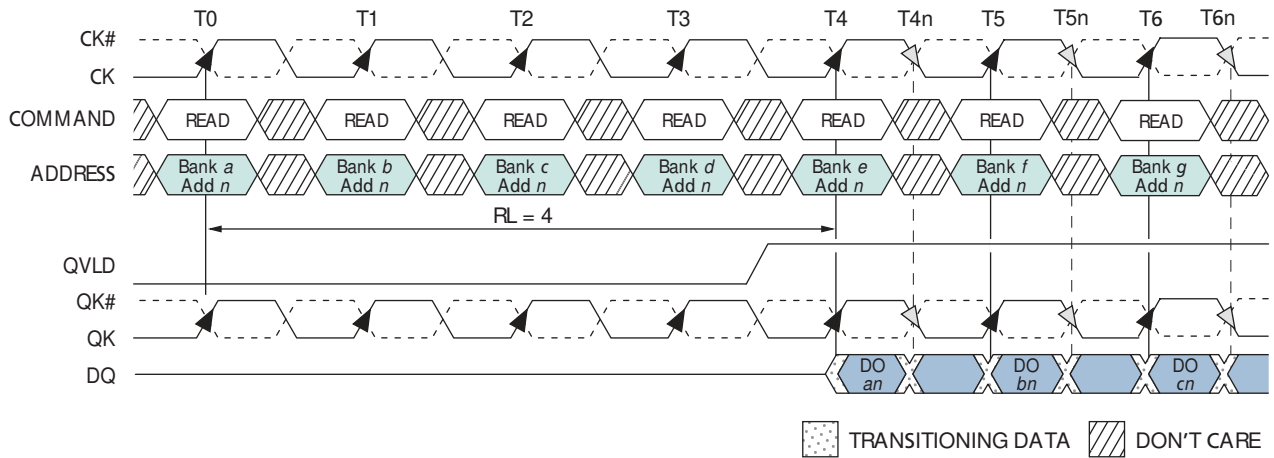 T0 T1 T2 T3 T4 T4n T5 T5n T6 T6n
CK#
CK
COMMAND READ READ READ READ READ READ READ
ADDRESS Bank a Bank b Bank c Bank d Bank e Bank f Bank g
Add n Add n Add n Add n Add n Add n Add n
RL = 4
QVLD
QK#
QK
DQ DO DO DO
an bn cn
TRANSITIONING DATA DON'T CARE